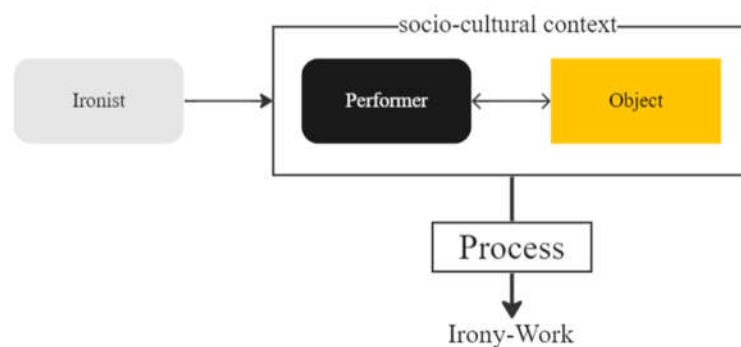 socio-cultural context
Ironist
Performer
Object
Process
Irony-Work